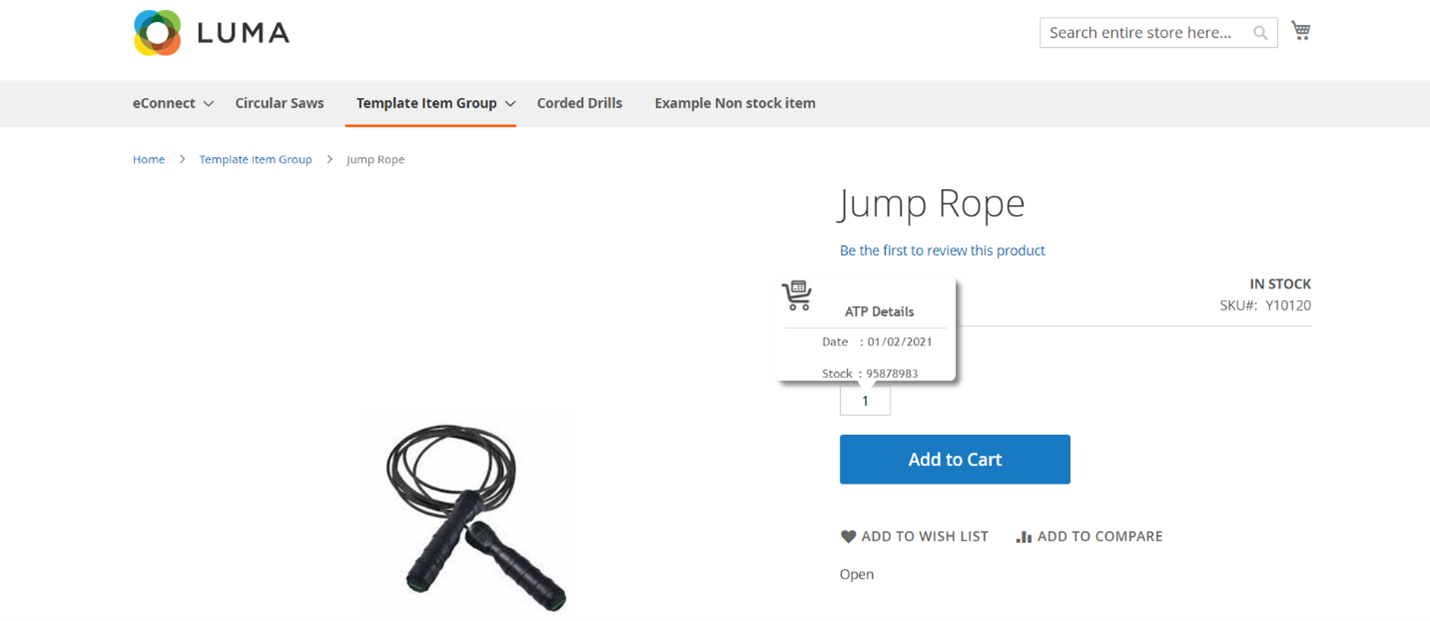 LUMA
Search entire store here...
eConnect Circular Saws Template Item Group Corded Drills Example Non stock item
Home > Template Item Group > Jump Rope
Jump Rope
Be the first to review this product
IN STOCK
SKU#: Y10120
ATP Details
Date : 01/02/2021
Stock : 95878983
1
Add to Cart
ADD TO WISH LIST ADD TO COMPARE
Open